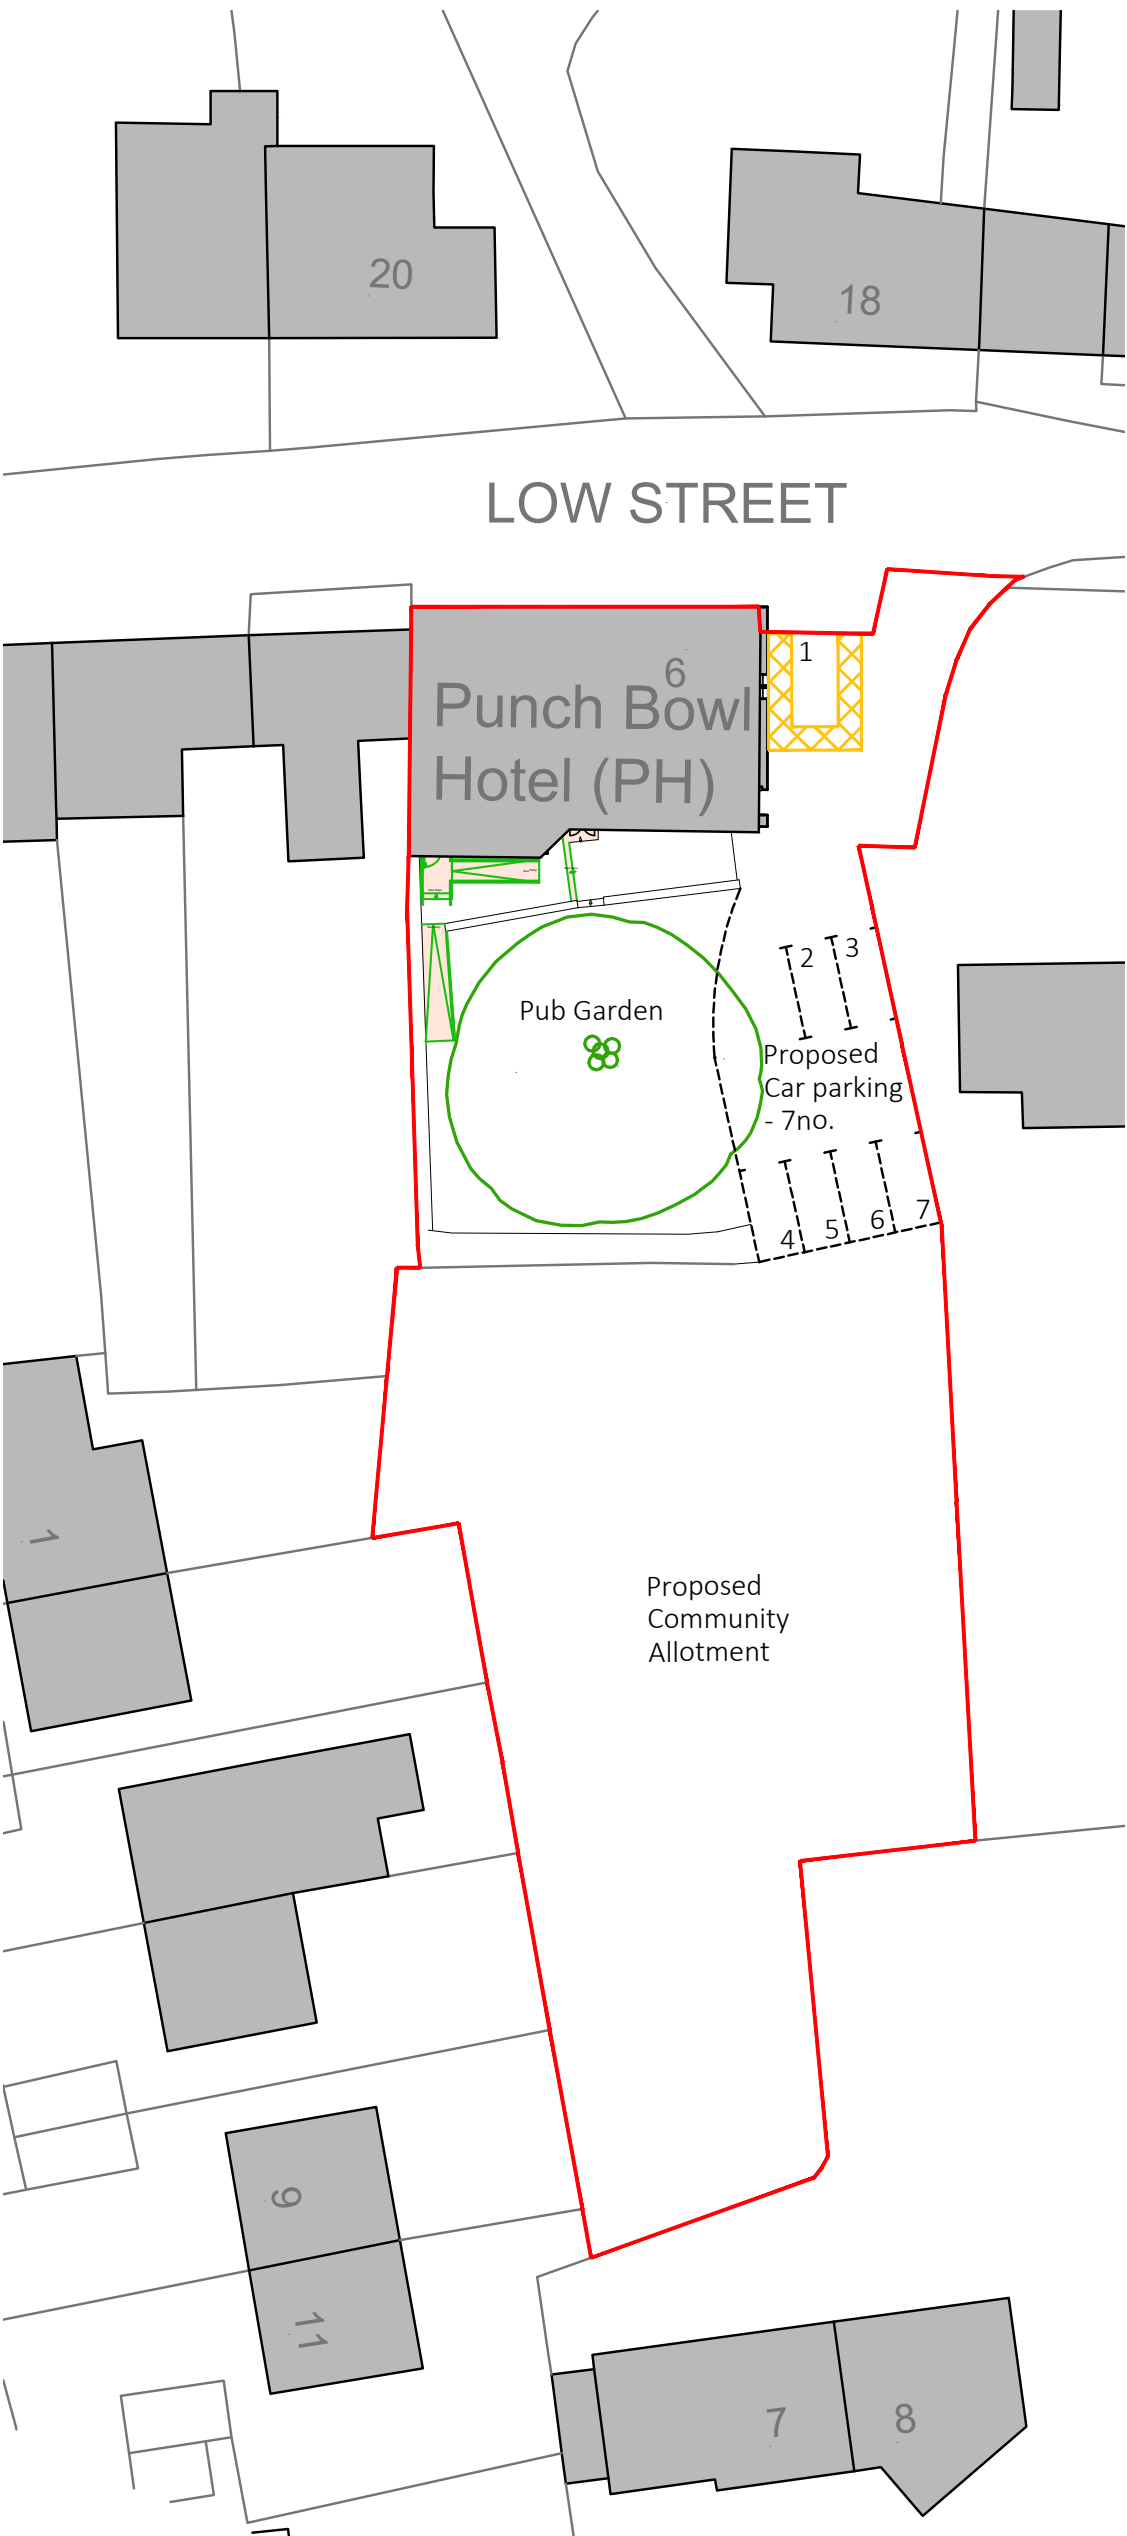 20
18
LOW STREET
6
1
Punch Bowl
Hotel (PH)
2
3
Pub Garden
Proposed
Car parking
- 7no.
4
5
6
7
1
Proposed
Community
Allotment
9
11
7
8